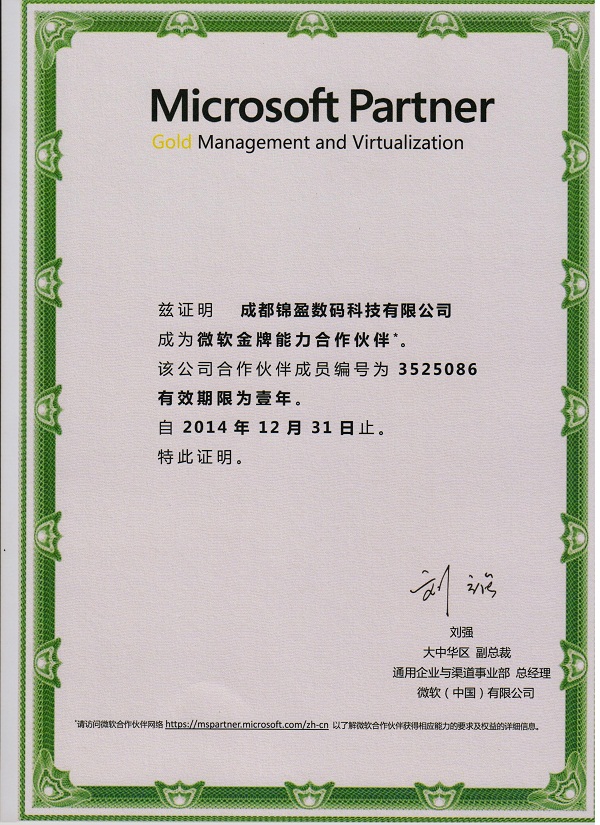 Microsoft Partner
Gold Management and Virtualization
兹证明 成都锦盈数码科技有限公司
成为微软金牌能力合作伙伴*。
该公司合作伙伴成员编号为 3525086
有效期限为壹年。
自 2014 年 12 月 31 日止。
特此证明。
刘强
刘强
大中华区 副总裁
通用企业与渠道事业部 总经理
微软（中国）有限公司
*请访问微软合作伙伴网络 https://mspartner.microsoft.com/zh-cn 以了解微软合作伙伴获得相应能力的要求及权益的详细信息。